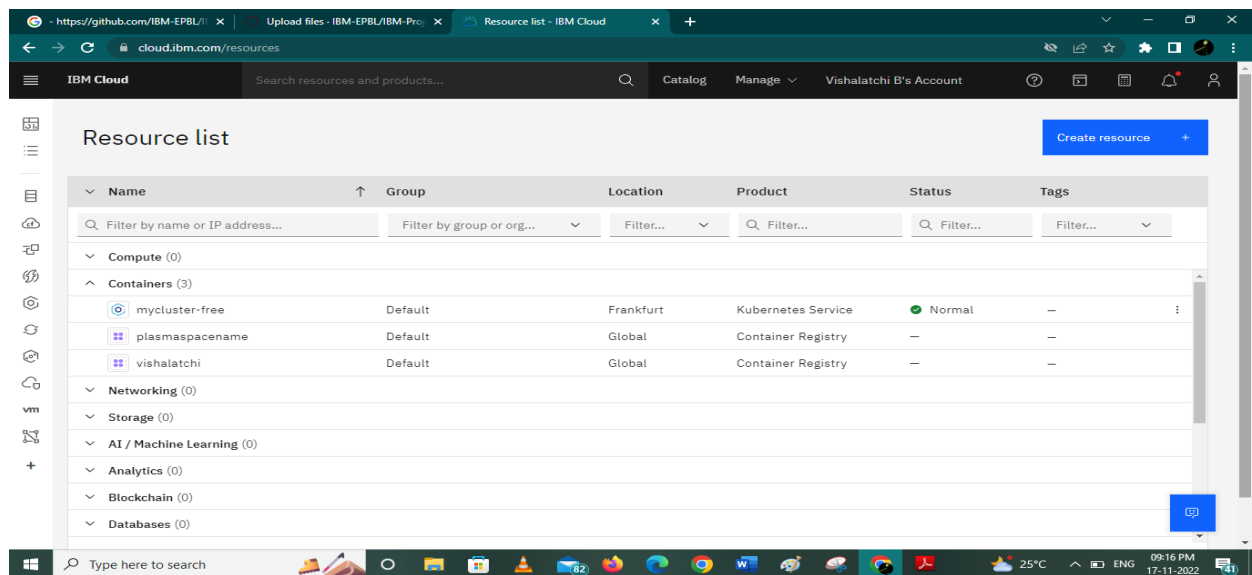 - https://github.com/IBM-EPBL/I
Upload files · IBM-EPBL/IBM-Proj
Resource list - IBM Cloud
cloud.ibm.com/resources
IBM Cloud
Search resources and products...
Catalog
Manage
Vishalatchi B's Account
Resource list
Create resource +
Name
Group
Location
Product
Status
Tags
Filter by name or IP address...
Filter by group or org...
Filter...
Filter...
Filter...
Filter...
Compute (0)
Containers (3)
mycluster-free Default Frankfurt Kubernetes Service Normal —
plasmaspacename Default Global Container Registry — —
vishalatchi Default Global Container Registry — —
Networking (0)
Storage (0)
AI / Machine Learning (0)
vm
Analytics (0)
Blockchain (0)
Databases (0)
Type here to search
82
25°C
ENG
09:16 PM
17-11-2022
41